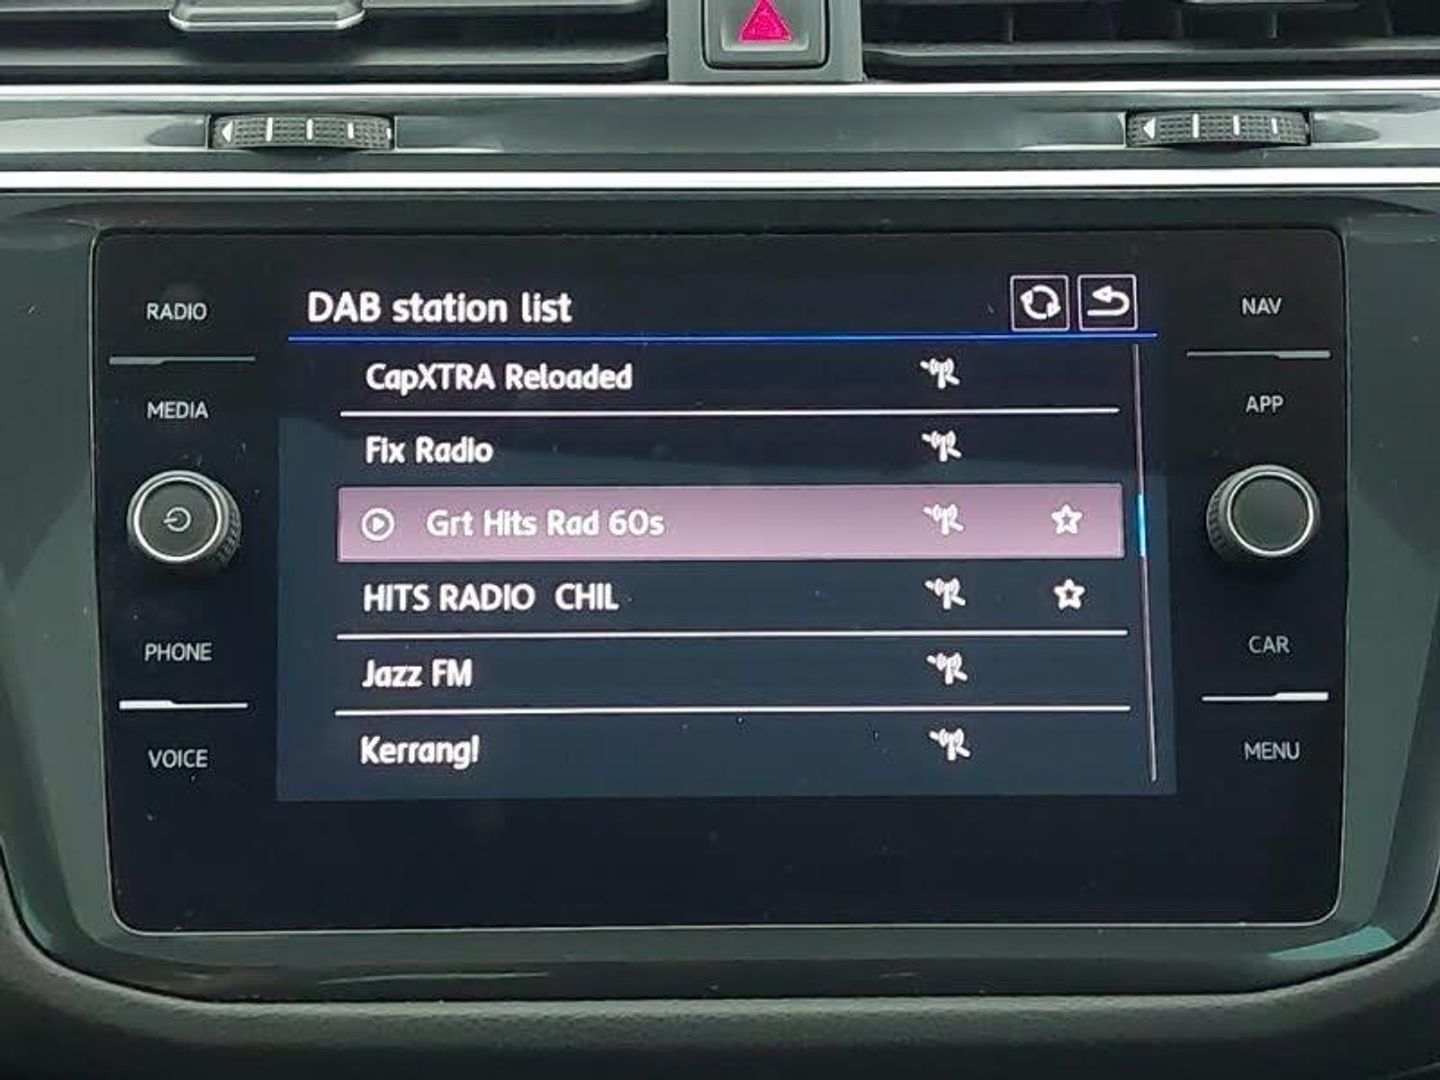 DAB station list
RADIO
MEDIA
PHONE
VOICE
CapXTRA Reloaded
Fix Radio
Grt Hits Rad 60s
HITS RADIO  CHIL
Jazz FM
Kerrang!
NAV
APP
CAR
MENU